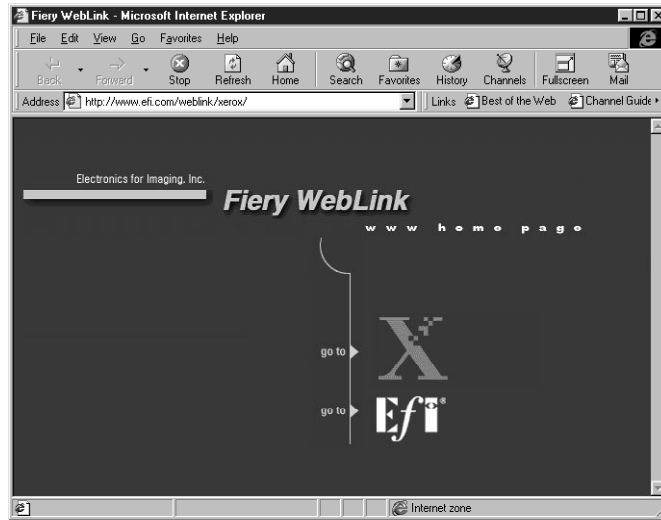 Fiery WebLink - Microsoft Internet Explorer
File Edit View Go Favorites Help
Back Forward Stop Refresh Home Search Favorites History Channels Fullscreen Mail
Address http://www.efi.com/weblink/xerox/ Links Best of the Web Channel Guide
Electronics for Imaging, Inc.
Fiery WebLink
www home page
go to X
go to Efi®
Internet zone